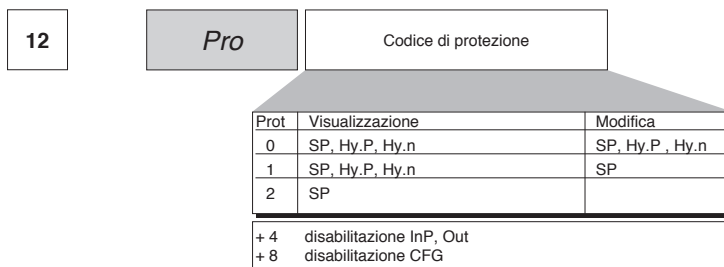 12 Pro Codice di protezione
Prot Visualizzazione Modifica
0 SP, Hy.P, Hy.n SP, Hy.P , Hy.n
1 SP, Hy.P, Hy.n SP
2 SP
+ 4 disabilitazione InP, Out
+ 8 disabilitazione CFG